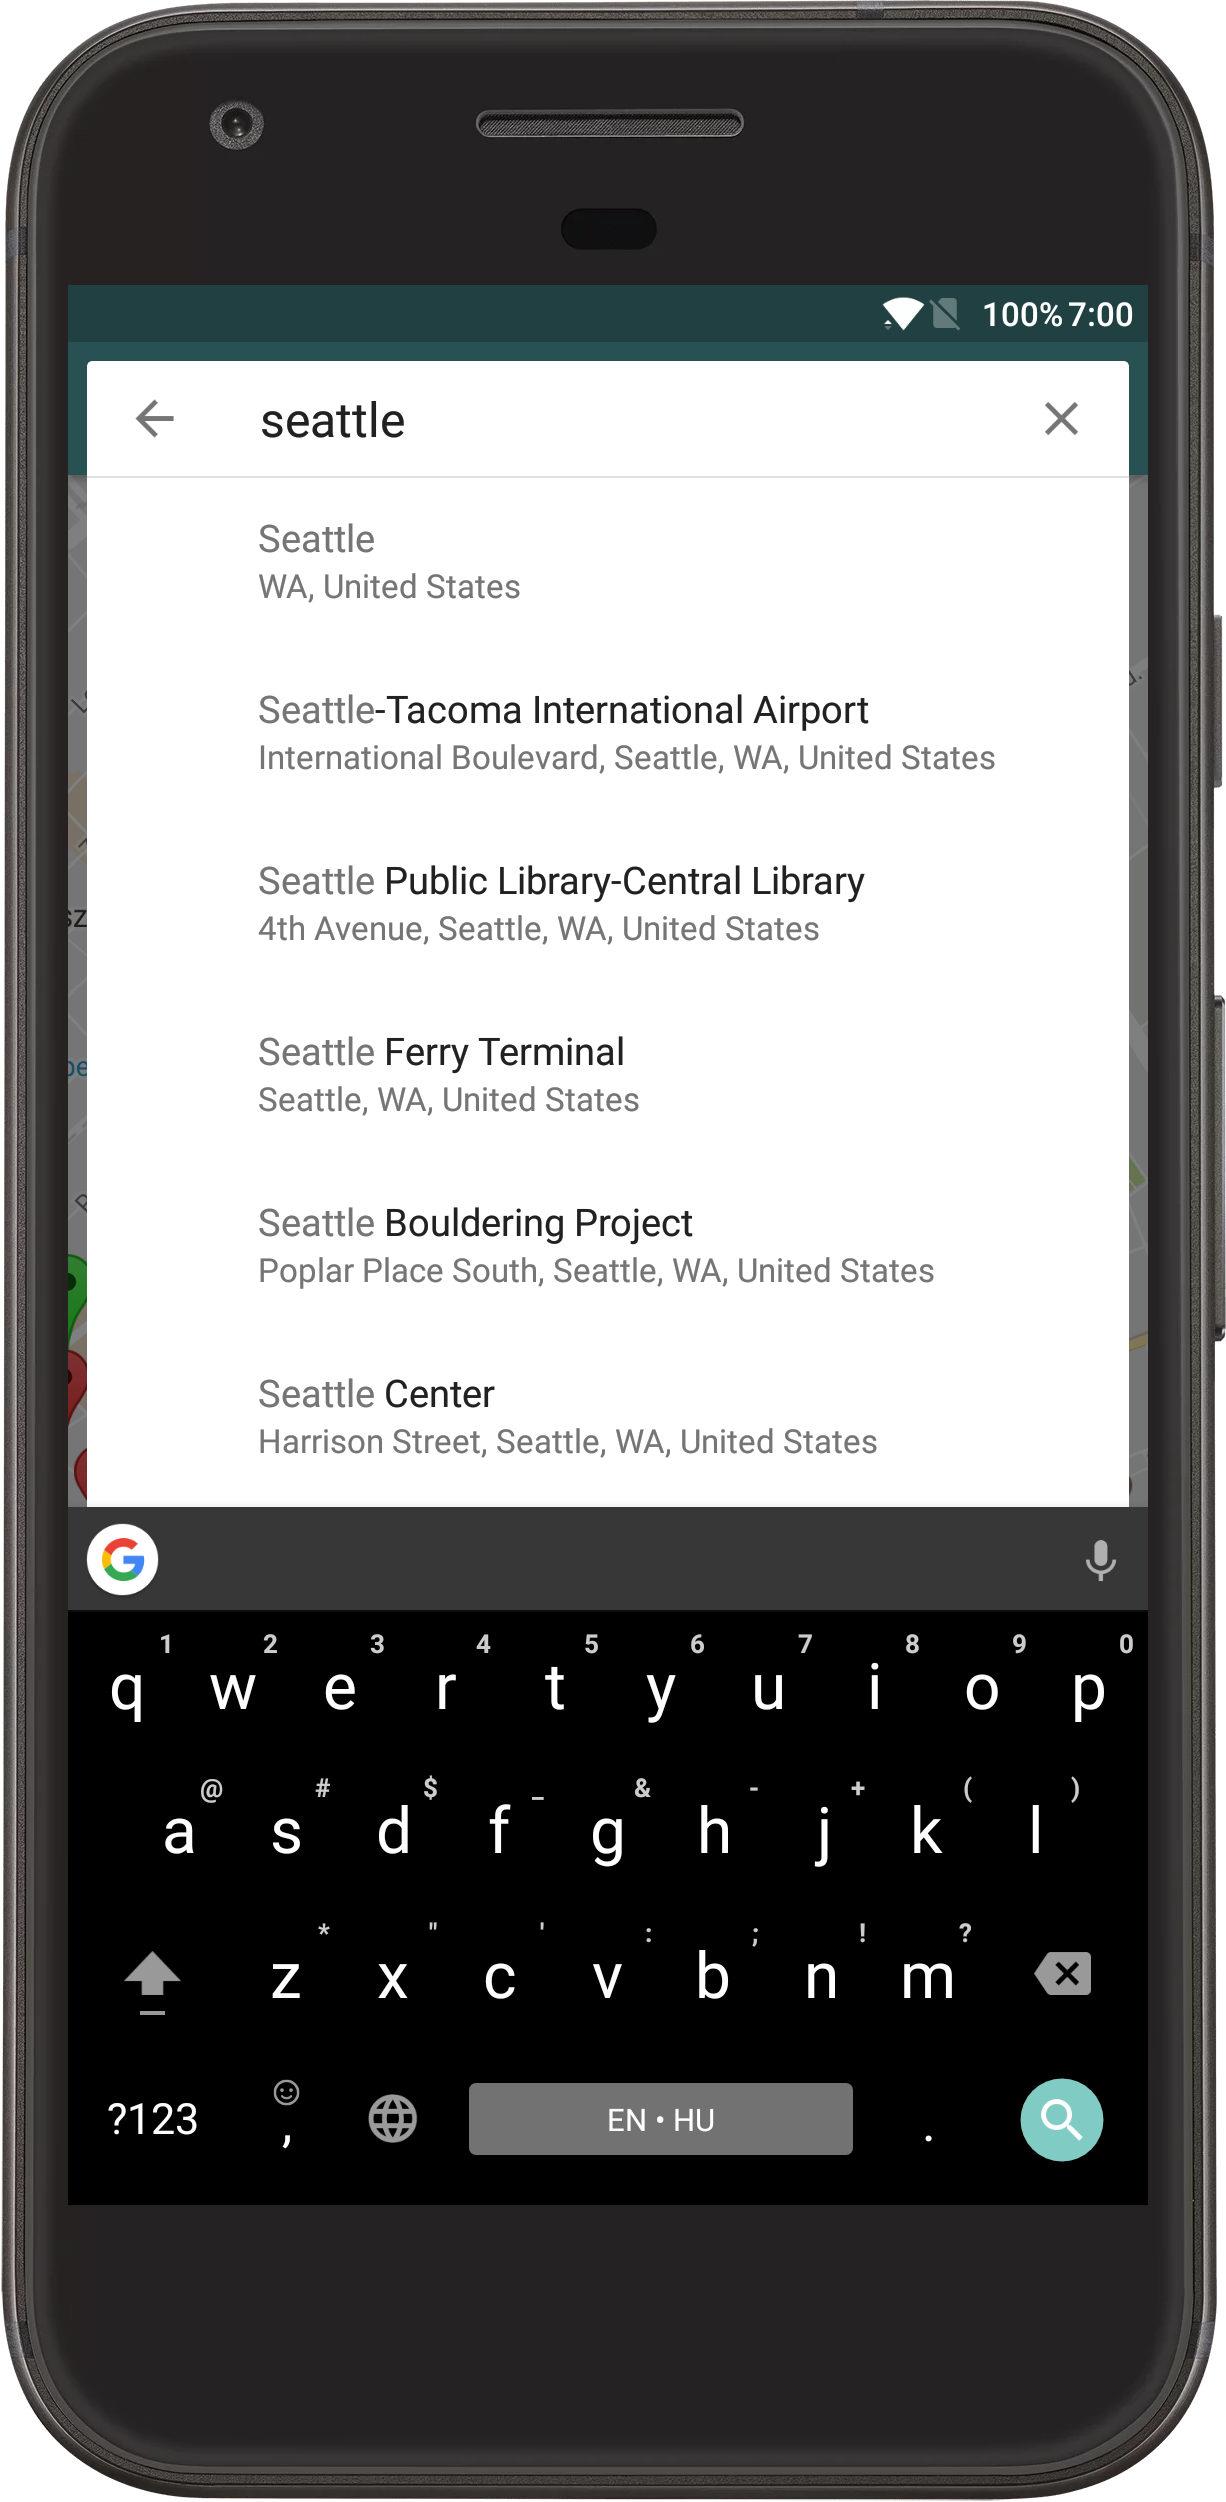 100% 7:00
seattle
Seattle
WA, United States
Seattle-Tacoma International Airport
International Boulevard, Seattle, WA, United States
Seattle Public Library-Central Library
4th Avenue, Seattle, WA, United States
Seattle Ferry Terminal
Seattle, WA, United States
Seattle Bouldering Project
Poplar Place South, Seattle, WA, United States
Seattle Center
Harrison Street, Seattle, WA, United States
G
1 2 3 4 5 6 7 8 9 0
q w e r t y u i o p
@ # $ _ & - + ( )
a s d f g h j k l
* " ' : ; ! ?
z x c v b n m
?123 , EN • HU .